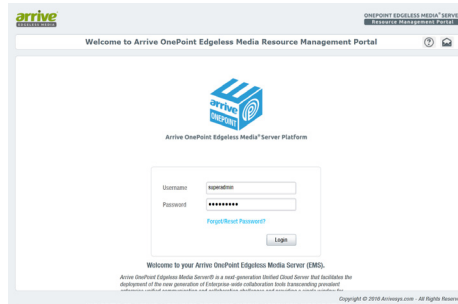 arrive
EDGELESS MEDIA
ONEPOINT EDGELESS MEDIA® SERVE
Resource Management Portal
Welcome to Arrive OnePoint Edgeless Media Resource Management Portal
arrive
ONEPOINT
Arrive OnePoint Edgeless Media® Server Platform
Username superadmin
Password
Forgot/Reset Password?
Login
Welcome to your Arrive OnePoint Edgeless Media Server (EMS).
Arrive OnePoint Edgeless Media Server® is a next-generation Unified Cloud Server that facilitates the
deployment of the new generation of Enterprise-wide collaboration tools transcending prevalent
Copyright © 2010 Arrivesys.com - All Rights Reserv